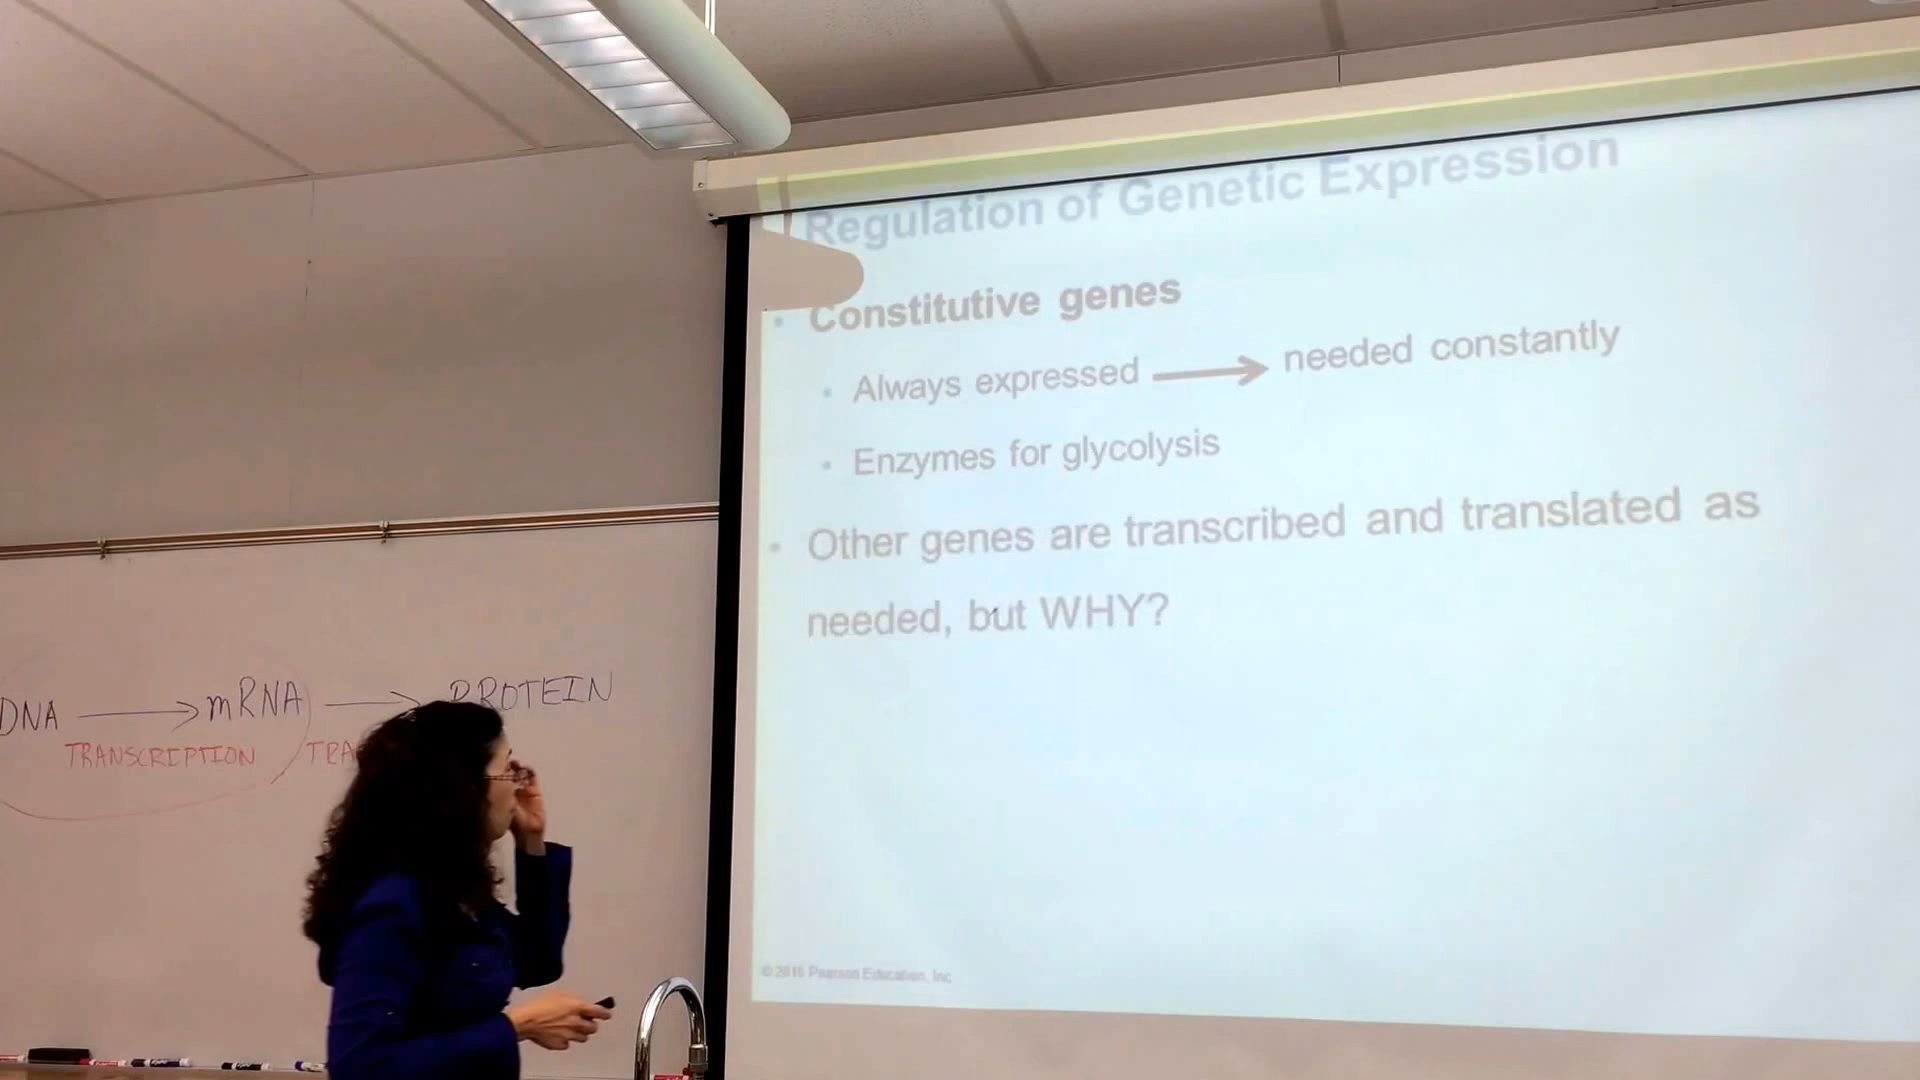 Regulation of Genetic Expression
• Constitutive genes
• Always expressed → needed constantly
• Enzymes for glycolysis
• Other genes are transcribed and translated as
needed, but WHY?
© 2015 Pearson Education, Inc.
DNA → mRNA → PROTEIN
TRANSCRIPTION